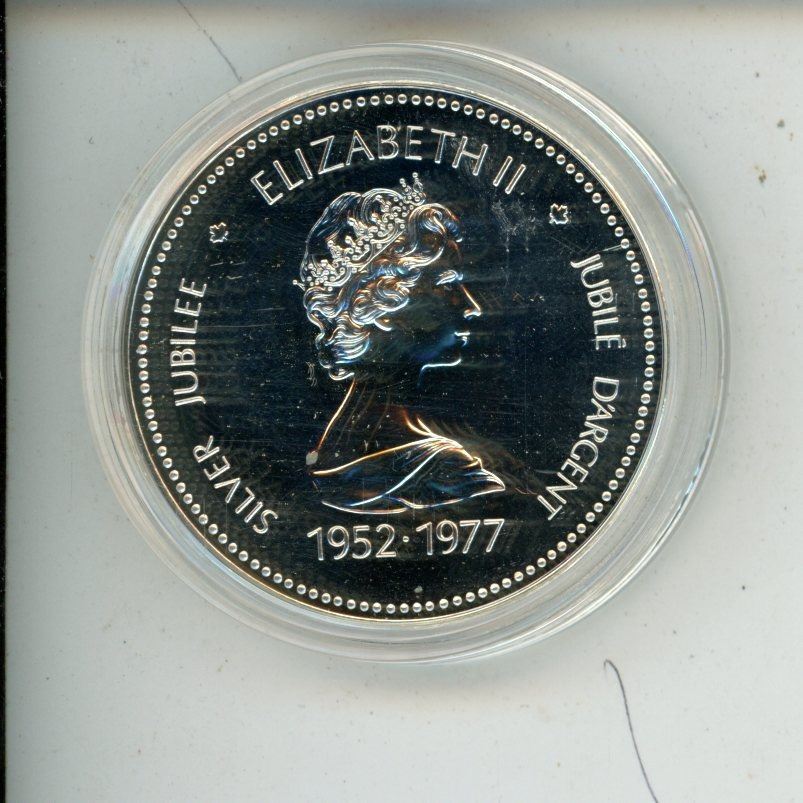 ELIZABETH II
SILVER JUBILEE
JUBILÉ D'ARGENT
1952·1977